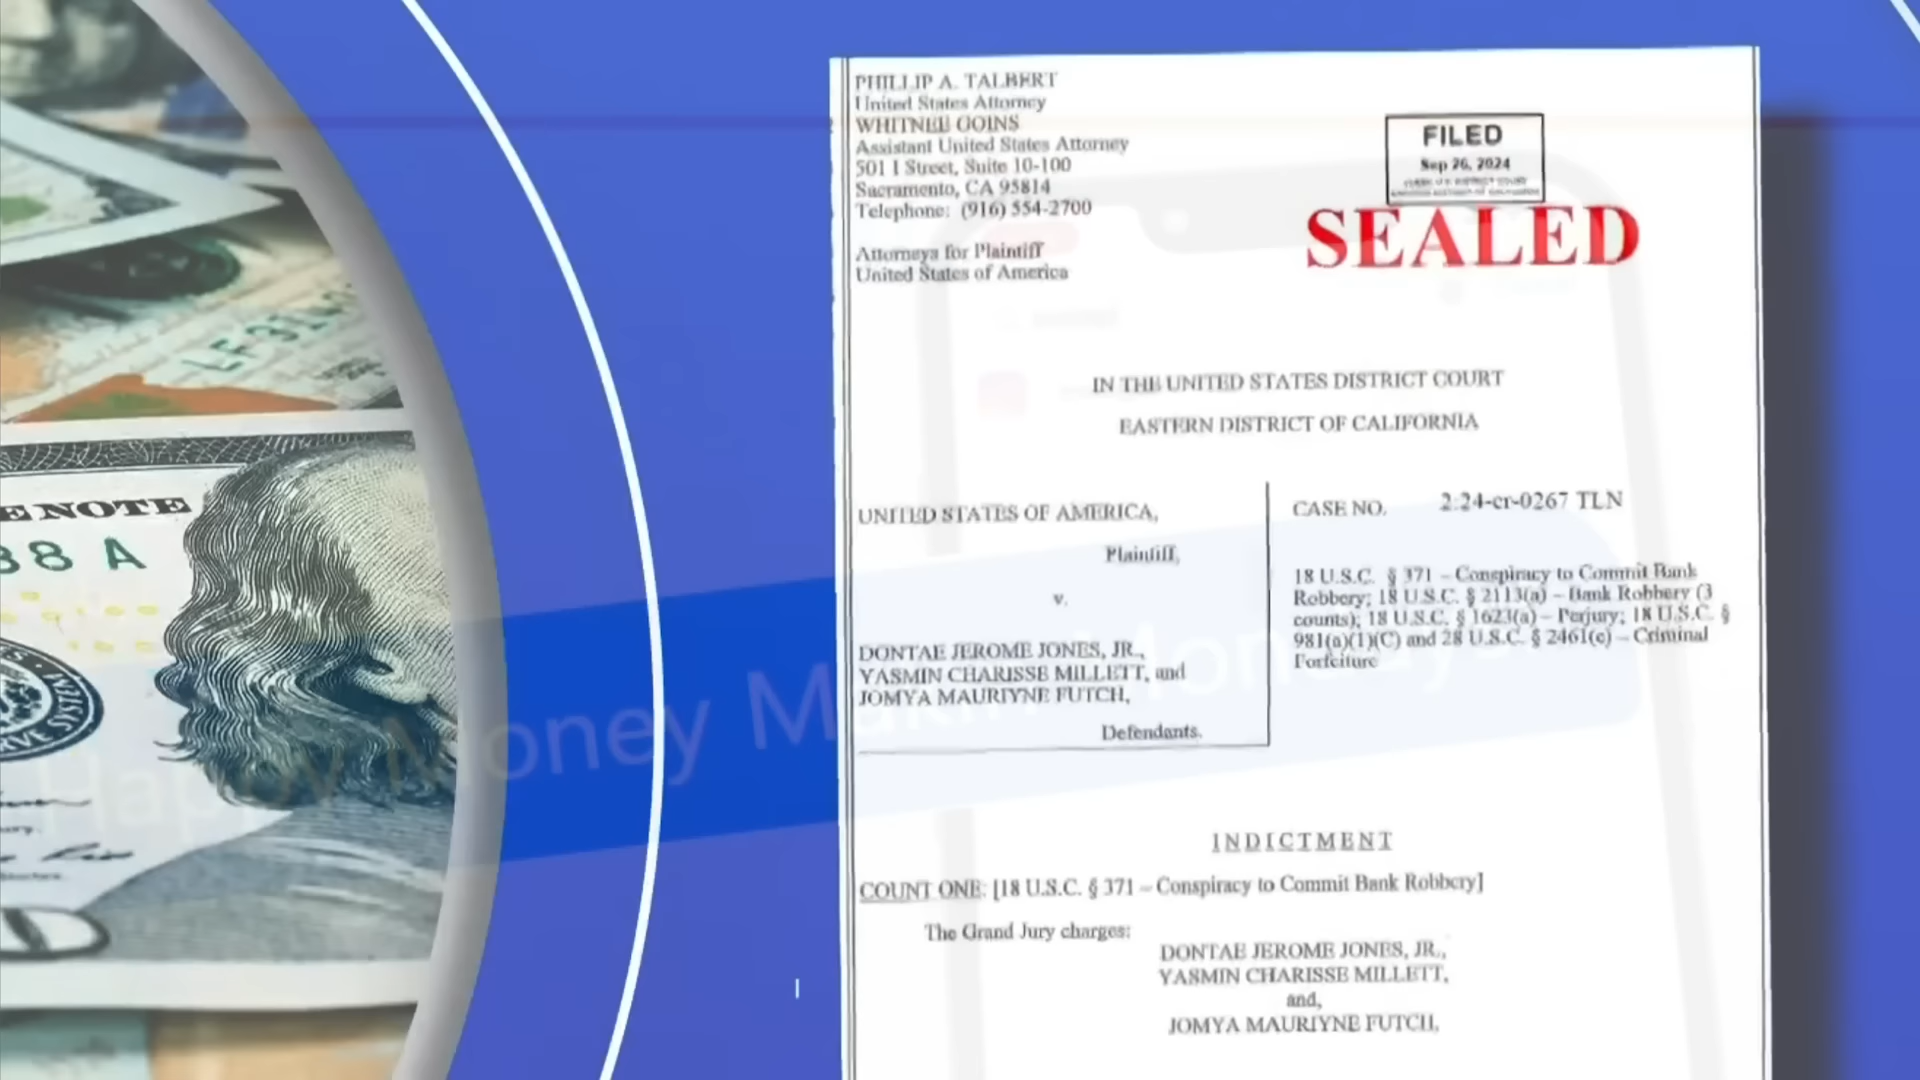 PHILLIP A. TALBERT
United States Attorney
WHITNEE GOINS
Assistant United States Attorney
501 I Street, Suite 10-100
Sacramento, CA 95814
Telephone: (916) 554-2700
Attorneys for Plaintiff
United States of America
FILED
Sep 26, 2024
SEALED
IN THE UNITED STATES DISTRICT COURT
EASTERN DISTRICT OF CALIFORNIA
UNITED STATES OF AMERICA,
Plaintiff,
v.
DONTAE JEROME JONES, JR.,
YASMIN CHARISSE MILLETT, and
JOMYA MAURIYNE FUTCH,
Defendants.
CASE NO. 2:24-cr-0267 TLN
18 U.S.C. § 371 – Conspiracy to Commit Bank
Robbery; 18 U.S.C. § 2113(a) – Bank Robbery (3
counts); 18 U.S.C. § 1623(a) – Perjury; 18 U.S.C. §
981(a)(1)(C) and 28 U.S.C. § 2461(c) – Criminal
Forfeiture
INDICTMENT
COUNT ONE: [18 U.S.C. § 371 – Conspiracy to Commit Bank Robbery]
The Grand Jury charges:
DONTAE JEROME JONES, JR.,
YASMIN CHARISSE MILLETT,
and,
JOMYA MAURIYNE FUTCH,
Happy Money Makin Mondays
E NOTE
38 A